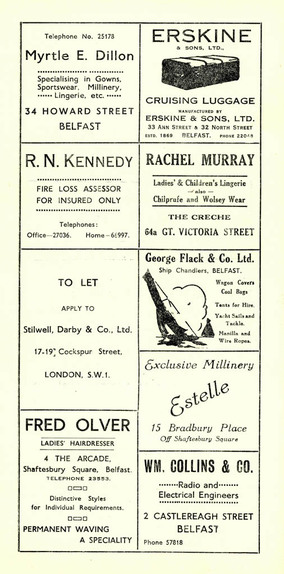 Telephone No. 25178
Myrtle E. Dillon
Specialising in Gowns,
Sportswear. Millinery,
Lingerie, etc.
34 HOWARD STREET
BELFAST
ERSKINE
& SONS, LTD.,
CRUISING LUGGAGE
MANUFACTURED BY
ERSKINE & SONS, LTD.
33 ANN STREET & 32 NORTH STREET
ESTD. 1869 BELFAST. PHONE
R. N. KENNEDY
FIRE LOSS ASSESSOR
FOR INSURED ONLY
Telephones:
Office—27036. Home—
RACHEL MURRAY
Ladies' & Children's Lingerie
—also—
Chilprufe and Wolsey Wear
THE CRECHE
64a GT. VICTORIA STREET
TO LET
APPLY TO
Stilwell, Darby & Co., Ltd.
17-19, Cockspur Street,
LONDON, S.W.1.
George Flack & Co. Ltd.
Ship Chandlers, BELFAST.
Wagon Covers
Coal Bags
Tents for Hire.
Yacht Sails and
Tackle.
Manilla and
Wire Ropes.
Exclusive Millinery
Estelle
15 Bradbury Place
Off Shaftesbury Square
FRED OLVER
LADIES' HAIRDRESSER
4 THE ARCADE,
Shaftesbury Square, Belfast.
TELEPHONE 23553.
Distinctive Styles
for Individual Requirements.
PERMANENT WAVING
A SPECIALITY
WM. COLLINS & CO.
Radio and
Electrical Engineers
2 CASTLEREAGH STREET
BELFAST
Phone 57818